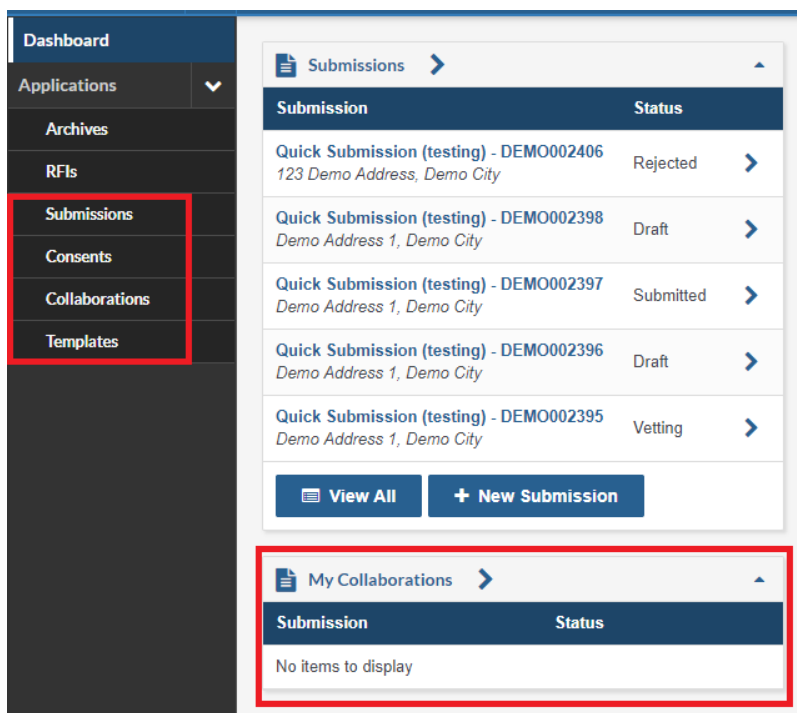 Dashboard
Applications
Archives
RFIs
Submissions
Consents
Collaborations
Templates
Submissions
Submission Status
Quick Submission (testing) - DEMO002406
123 Demo Address, Demo City
Rejected
Quick Submission (testing) - DEMO002398
Demo Address 1, Demo City
Draft
Quick Submission (testing) - DEMO002397
Demo Address 1, Demo City
Submitted
Quick Submission (testing) - DEMO002396
Demo Address 1, Demo City
Draft
Quick Submission (testing) - DEMO002395
Demo Address 1, Demo City
Vetting
View All + New Submission
My Collaborations
Submission Status
No items to display